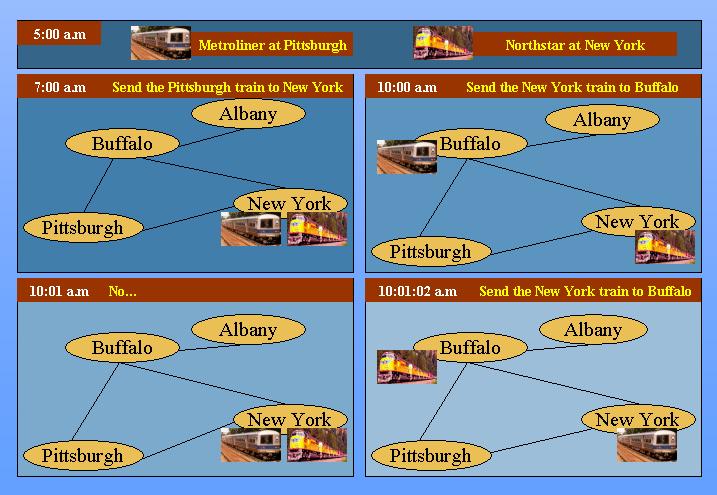 5:00 a.m
Metroliner at Pittsburgh
Northstar at New York
7:00 a.m Send the Pittsburgh train to New York
Albany
Buffalo
New York
Pittsburgh
10:00 a.m Send the New York train to Buffalo
Albany
Buffalo
New York
Pittsburgh
10:01 a.m No...
Albany
Buffalo
New York
Pittsburgh
10:01:02 a.m Send the New York train to Buffalo
Albany
Buffalo
New York
Pittsburgh